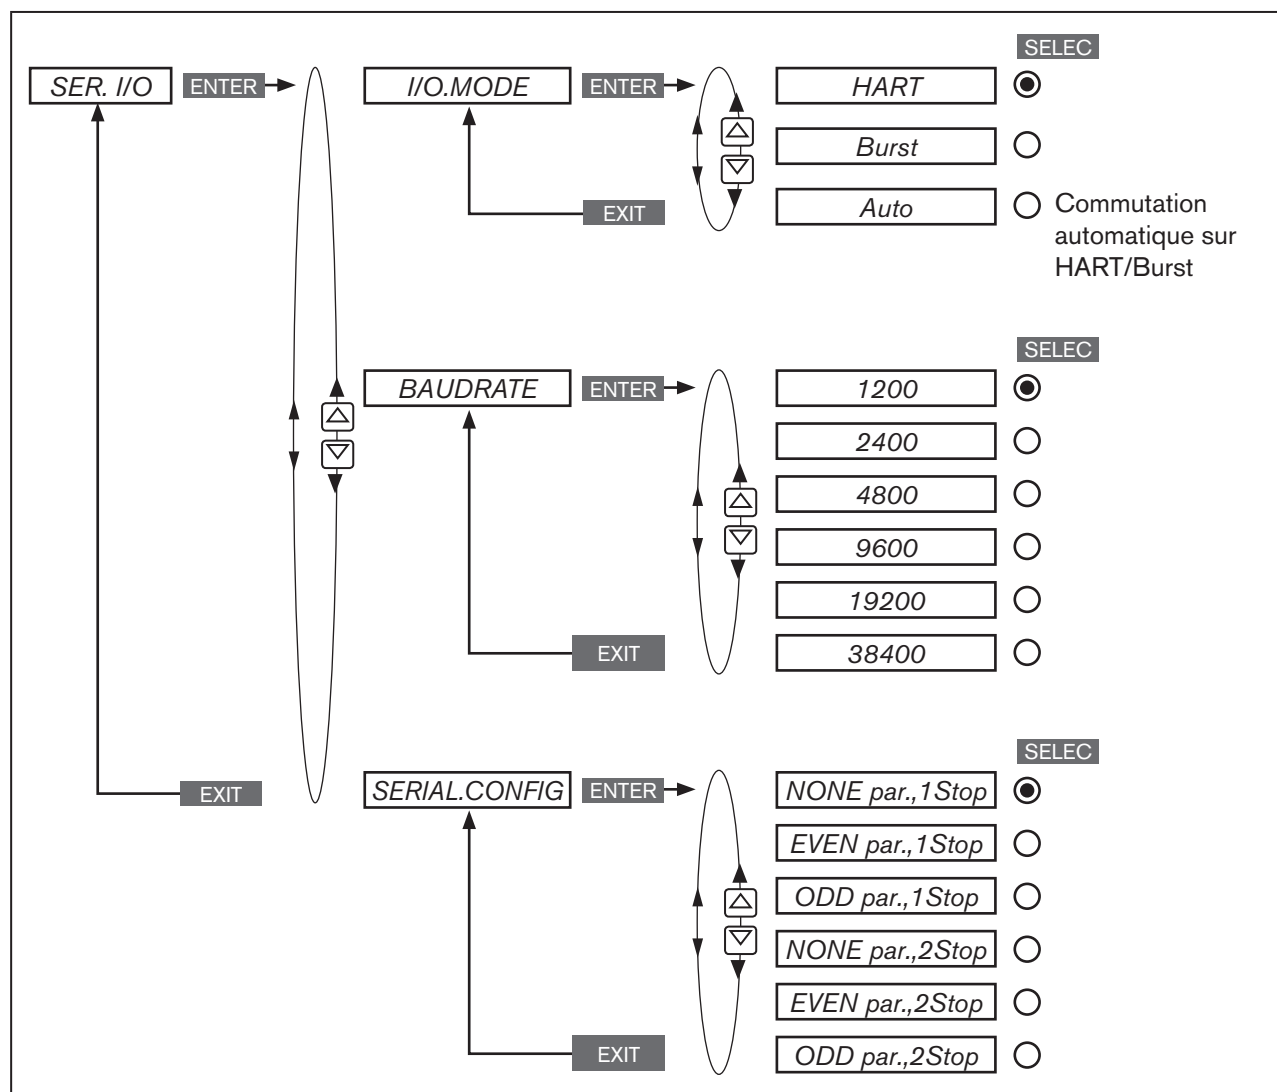 SELEC
SER. I/O ENTER I/O.MODE ENTER HART
Burst
EXIT Auto Commutation
automatique sur
HART/Burst
SELEC
BAUDRATE ENTER 1200
2400
4800
9600
19200
EXIT 38400
SELEC
EXIT SERIAL.CONFIG ENTER NONE par.,1Stop
EVEN par.,1Stop
ODD par.,1Stop
NONE par.,2Stop
EVEN par.,2Stop
EXIT ODD par.,2Stop